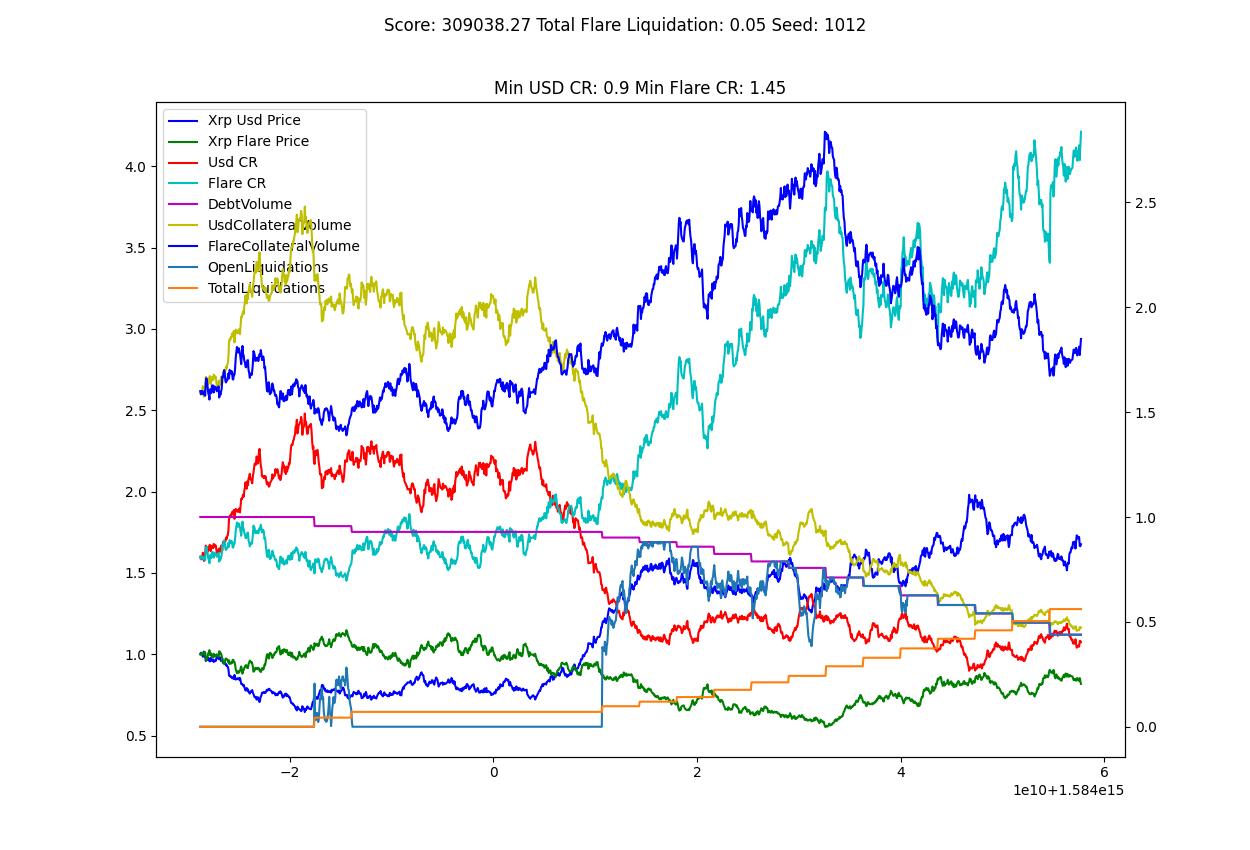 Score: 309038.27 Total Flare Liquidation: 0.05 Seed: 1012
Min USD CR: 0.9 Min Flare CR: 1.45
Xrp Usd Price
Xrp Flare Price
Usd CR
Flare CR
DebtVolume
UsdCollateralVolume
FlareCollateralVolume
OpenLiquidations
TotalLiquidations
4.0
3.5
3.0
2.5
2.0
1.5
1.0
0.5
2.5
2.0
1.5
1.0
0.5
0.0
−2 0 2 4 6
1e10+1.584e15